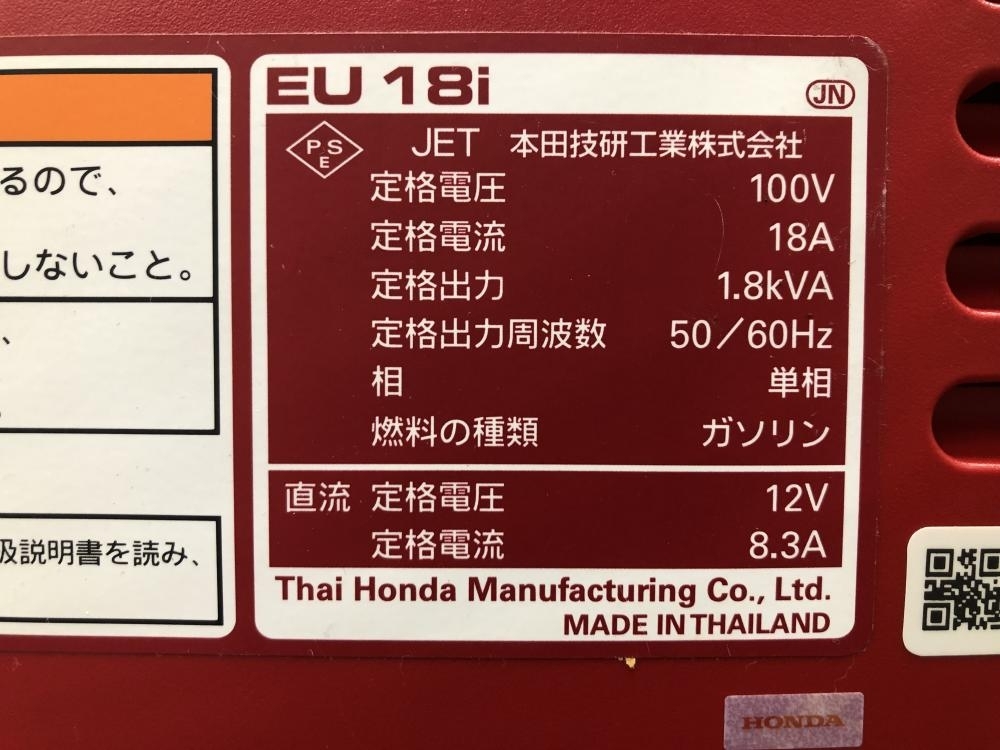 るので、
しないこと。
、
扱説明書を読み、
EU 18i
JN
PSE
JET 本田技研工業株式会社
定格電圧 100V
定格電流 18A
定格出力 1.8kVA
定格出力周波数 50/60Hz
相 単相
燃料の種類 ガソリン
直流 定格電圧 12V
定格電流 8.3A
Thai Honda Manufacturing Co., Ltd.
MADE IN THAILAND
HONDA